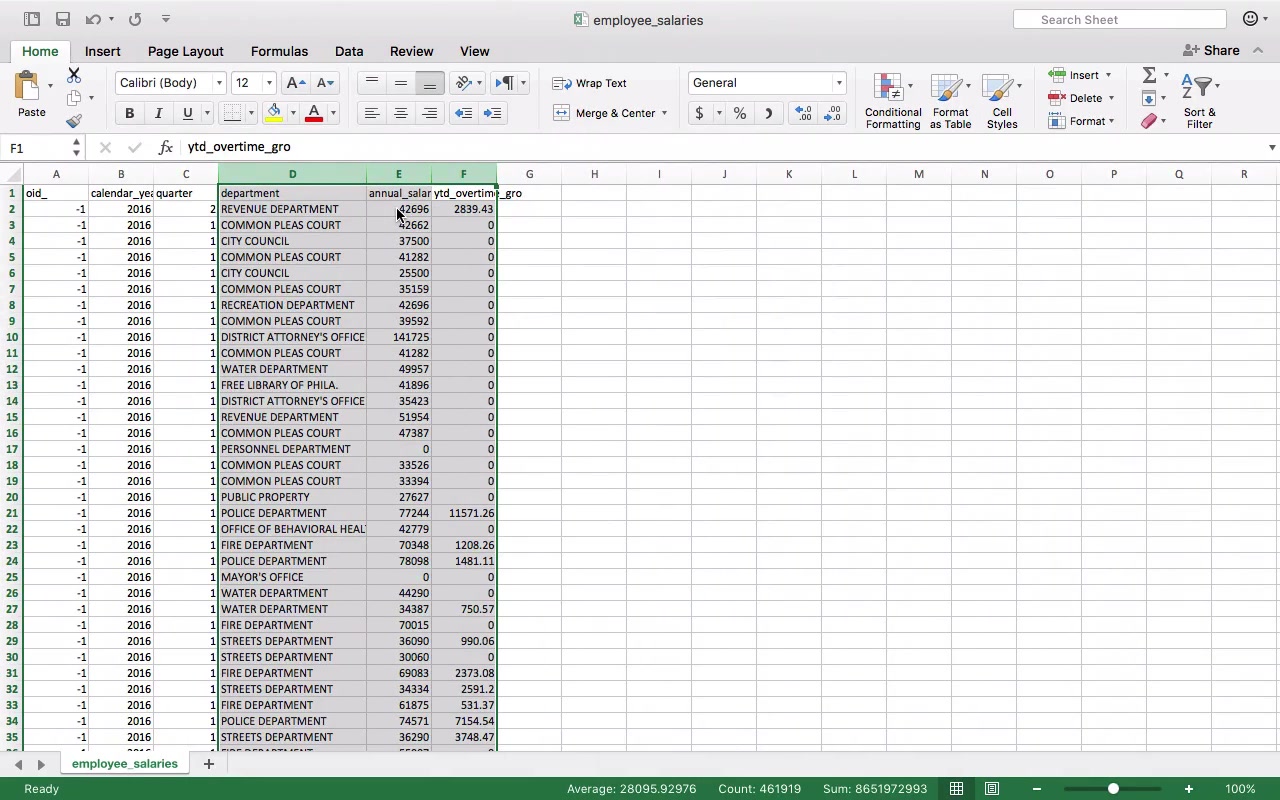 employee_salaries
Search Sheet
Home Insert Page Layout Formulas Data Review View Share
Paste Calibri (Body) 12 A A Wrap Text General Conditional Formatting Format as Table Cell Styles Insert Sort & Filter
B I U A Merge & Center $ % Delete
Format
F1 fx ytd_overtime_gro
A B C D E F G H I J K L M N O P Q R
1 oid_ calendar_yea quarter department annual_salar ytd_overtime_gro
2 -1 2016 2 REVENUE DEPARTMENT 42696 2839.43
3 -1 2016 1 COMMON PLEAS COURT 42662 0
4 -1 2016 1 CITY COUNCIL 37500 0
5 -1 2016 1 COMMON PLEAS COURT 41282 0
6 -1 2016 1 CITY COUNCIL 25500 0
7 -1 2016 1 COMMON PLEAS COURT 35159 0
8 -1 2016 1 RECREATION DEPARTMENT 42696 0
9 -1 2016 1 COMMON PLEAS COURT 39592 0
10 -1 2016 1 DISTRICT ATTORNEY'S OFFICE 141725 0
11 -1 2016 1 COMMON PLEAS COURT 41282 0
12 -1 2016 1 WATER DEPARTMENT 49957 0
13 -1 2016 1 FREE LIBRARY OF PHILA. 41896 0
14 -1 2016 1 DISTRICT ATTORNEY'S OFFICE 35423 0
15 -1 2016 1 REVENUE DEPARTMENT 51954 0
16 -1 2016 1 COMMON PLEAS COURT 47387 0
17 -1 2016 1 PERSONNEL DEPARTMENT 0 0
18 -1 2016 1 COMMON PLEAS COURT 33526 0
19 -1 2016 1 COMMON PLEAS COURT 33394 0
20 -1 2016 1 PUBLIC PROPERTY 27627 0
21 -1 2016 1 POLICE DEPARTMENT 77244 11571.26
22 -1 2016 1 OFFICE OF BEHAVIORAL HEAL 42779 0
23 -1 2016 1 FIRE DEPARTMENT 70348 1208.26
24 -1 2016 1 POLICE DEPARTMENT 78098 1481.11
25 -1 2016 1 MAYOR'S OFFICE 0 0
26 -1 2016 1 WATER DEPARTMENT 44290 0
27 -1 2016 1 WATER DEPARTMENT 34387 750.57
28 -1 2016 1 FIRE DEPARTMENT 70015 0
29 -1 2016 1 STREETS DEPARTMENT 36090 990.06
30 -1 2016 1 STREETS DEPARTMENT 30060 0
31 -1 2016 1 FIRE DEPARTMENT 69083 2373.08
32 -1 2016 1 STREETS DEPARTMENT 34334 2591.2
33 -1 2016 1 FIRE DEPARTMENT 61875 531.37
34 -1 2016 1 POLICE DEPARTMENT 74571 7154.54
35 -1 2016 1 STREETS DEPARTMENT 36290 3748.47
employee_salaries
Ready Average: 28095.92976 Count: 461919 Sum: 8651972993 100%